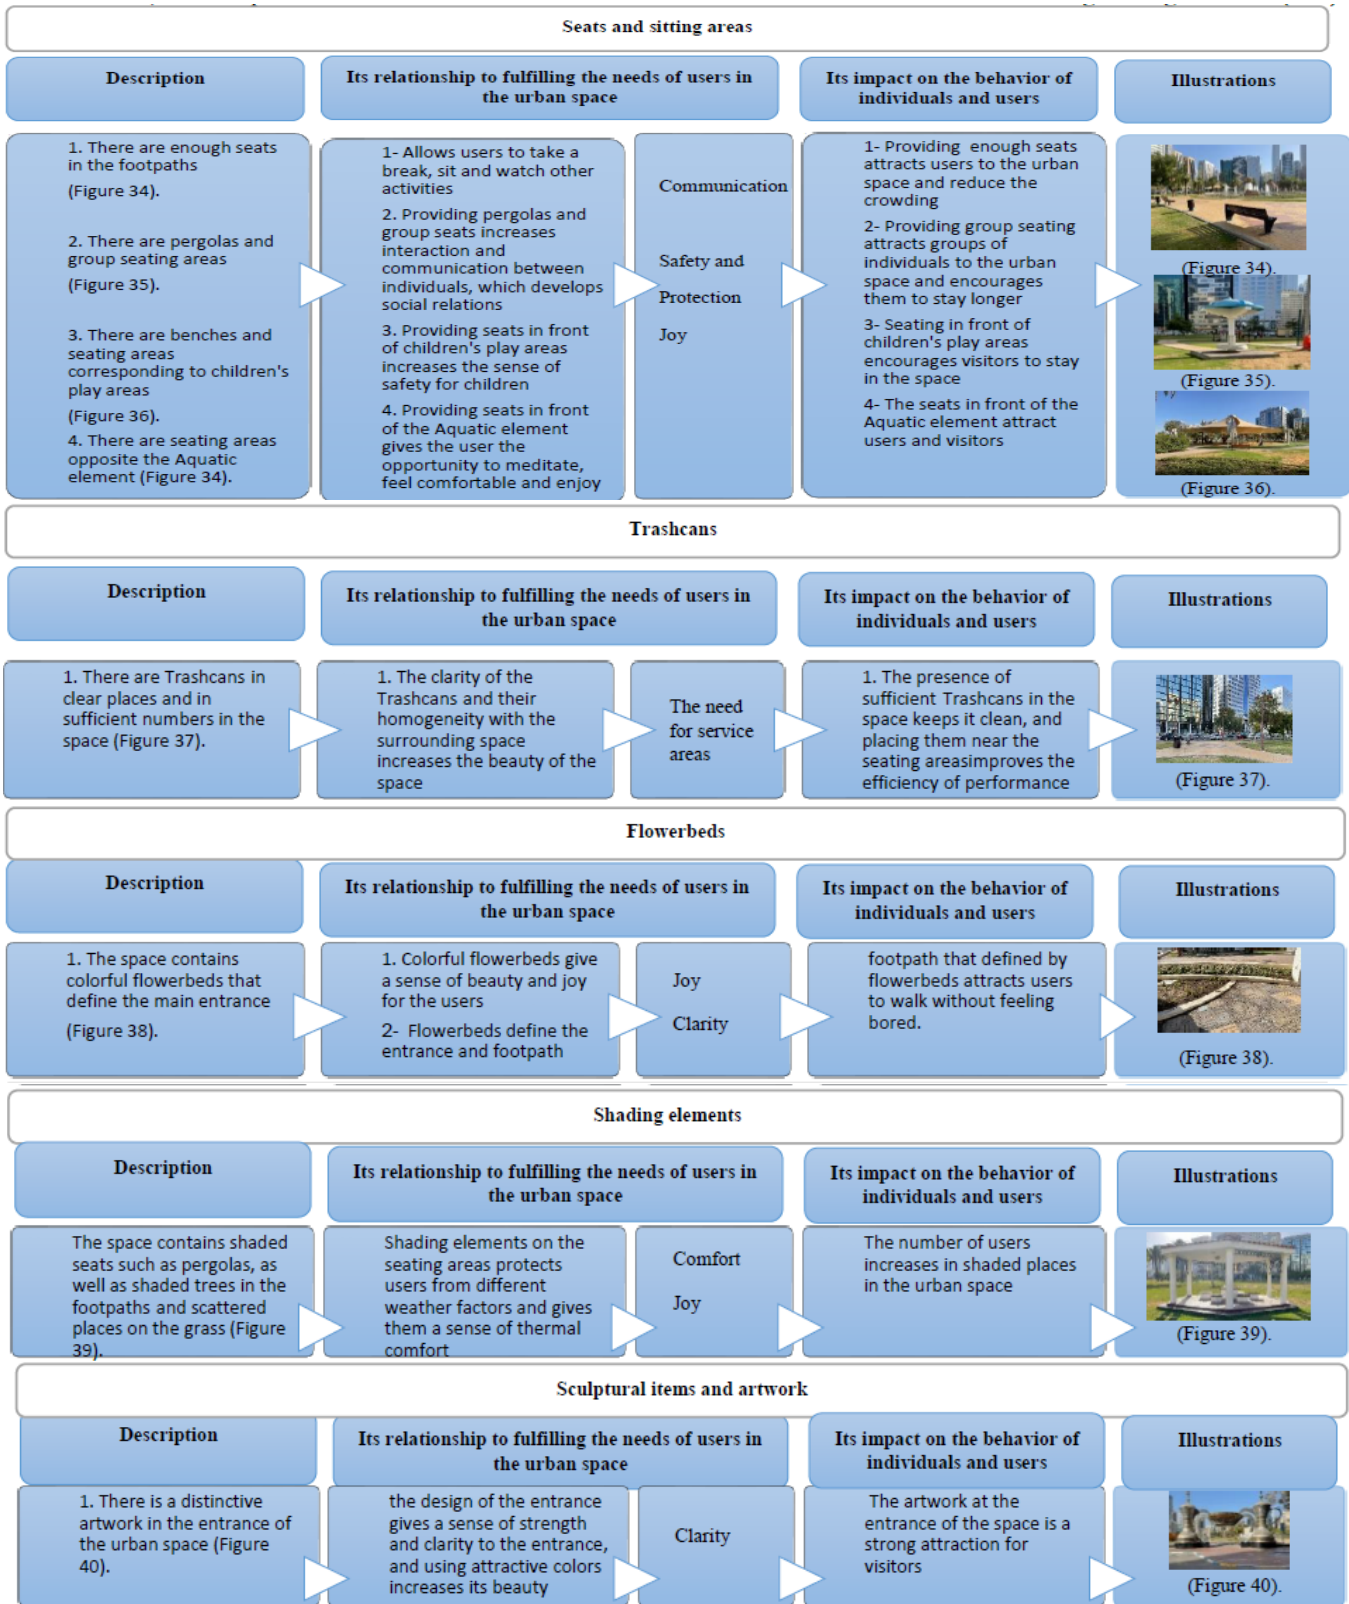 Seats and sitting areas
Description
Its relationship to fulfilling the needs of users in
the urban space
Its impact on the behavior of
individuals and users
Illustrations
1. There are enough seats
in the footpaths
(Figure 34).
2. There are pergolas and
group seating areas
(Figure 35).
3. There are benches and
seating areas
corresponding to children's
play areas
(Figure 36).
4. There are seating areas
opposite the Aquatic
element (Figure 34).
1- Allows users to take a
break, sit and watch other
activities
2. Providing pergolas and
group seats increases
interaction and
communication between
individuals, which develops
social relations
3. Providing seats in front
of children's play areas
increases the sense of
safety for children
4. Providing seats in front
of the Aquatic element
gives the user the
opportunity to meditate,
feel comfortable and enjoy
Communication
Safety and
Protection
Joy
1- Providing enough seats
attracts users to the urban
space and reduce the
crowding
2- Providing group seating
attracts groups of
individuals to the urban
space and encourages
them to stay longer
3- Seating in front of
children's play areas
encourages visitors to stay
in the space
4- The seats in front of the
Aquatic element attract
users and visitors
(Figure 34).
(Figure 35).
(Figure 36).
Trashcans
Description
Its relationship to fulfilling the needs of users in
the urban space
Its impact on the behavior of
individuals and users
Illustrations
1. There are Trashcans in
clear places and in
sufficient numbers in the
space (Figure 37).
1. The clarity of the
Trashcans and their
homogeneity with the
surrounding space
increases the beauty of the
space
The need
for service
areas
1. The presence of
sufficient Trashcans in the
space keeps it clean, and
placing them near the
seating areasimproves the
efficiency of performance
(Figure 37).
Flowerbeds
Description
Its relationship to fulfilling the needs of users in
the urban space
Its impact on the behavior of
individuals and users
Illustrations
1. The space contains
colorful flowerbeds that
define the main entrance
(Figure 38).
1. Colorful flowerbeds give
a sense of beauty and joy
for the users
2- Flowerbeds define the
entrance and footpath
Joy
Clarity
footpath that defined by
flowerbeds attracts users
to walk without feeling
bored.
(Figure 38).
Shading elements
Description
Its relationship to fulfilling the needs of users in
the urban space
Its impact on the behavior of
individuals and users
Illustrations
The space contains shaded
seats such as pergolas, as
well as shaded trees in the
footpaths and scattered
places on the grass (Figure
39).
Shading elements on the
seating areas protects
users from different
weather factors and gives
them a sense of thermal
comfort
Comfort
Joy
The number of users
increases in shaded places
in the urban space
(Figure 39).
Sculptural items and artwork
Description
Its relationship to fulfilling the needs of users in
the urban space
Its impact on the behavior of
individuals and users
Illustrations
1. There is a distinctive
artwork in the entrance of
the urban space (Figure
40).
the design of the entrance
gives a sense of strength
and clarity to the entrance,
and using attractive colors
increases its beauty
Clarity
The artwork at the
entrance of the space is a
strong attraction for
visitors
(Figure 40).